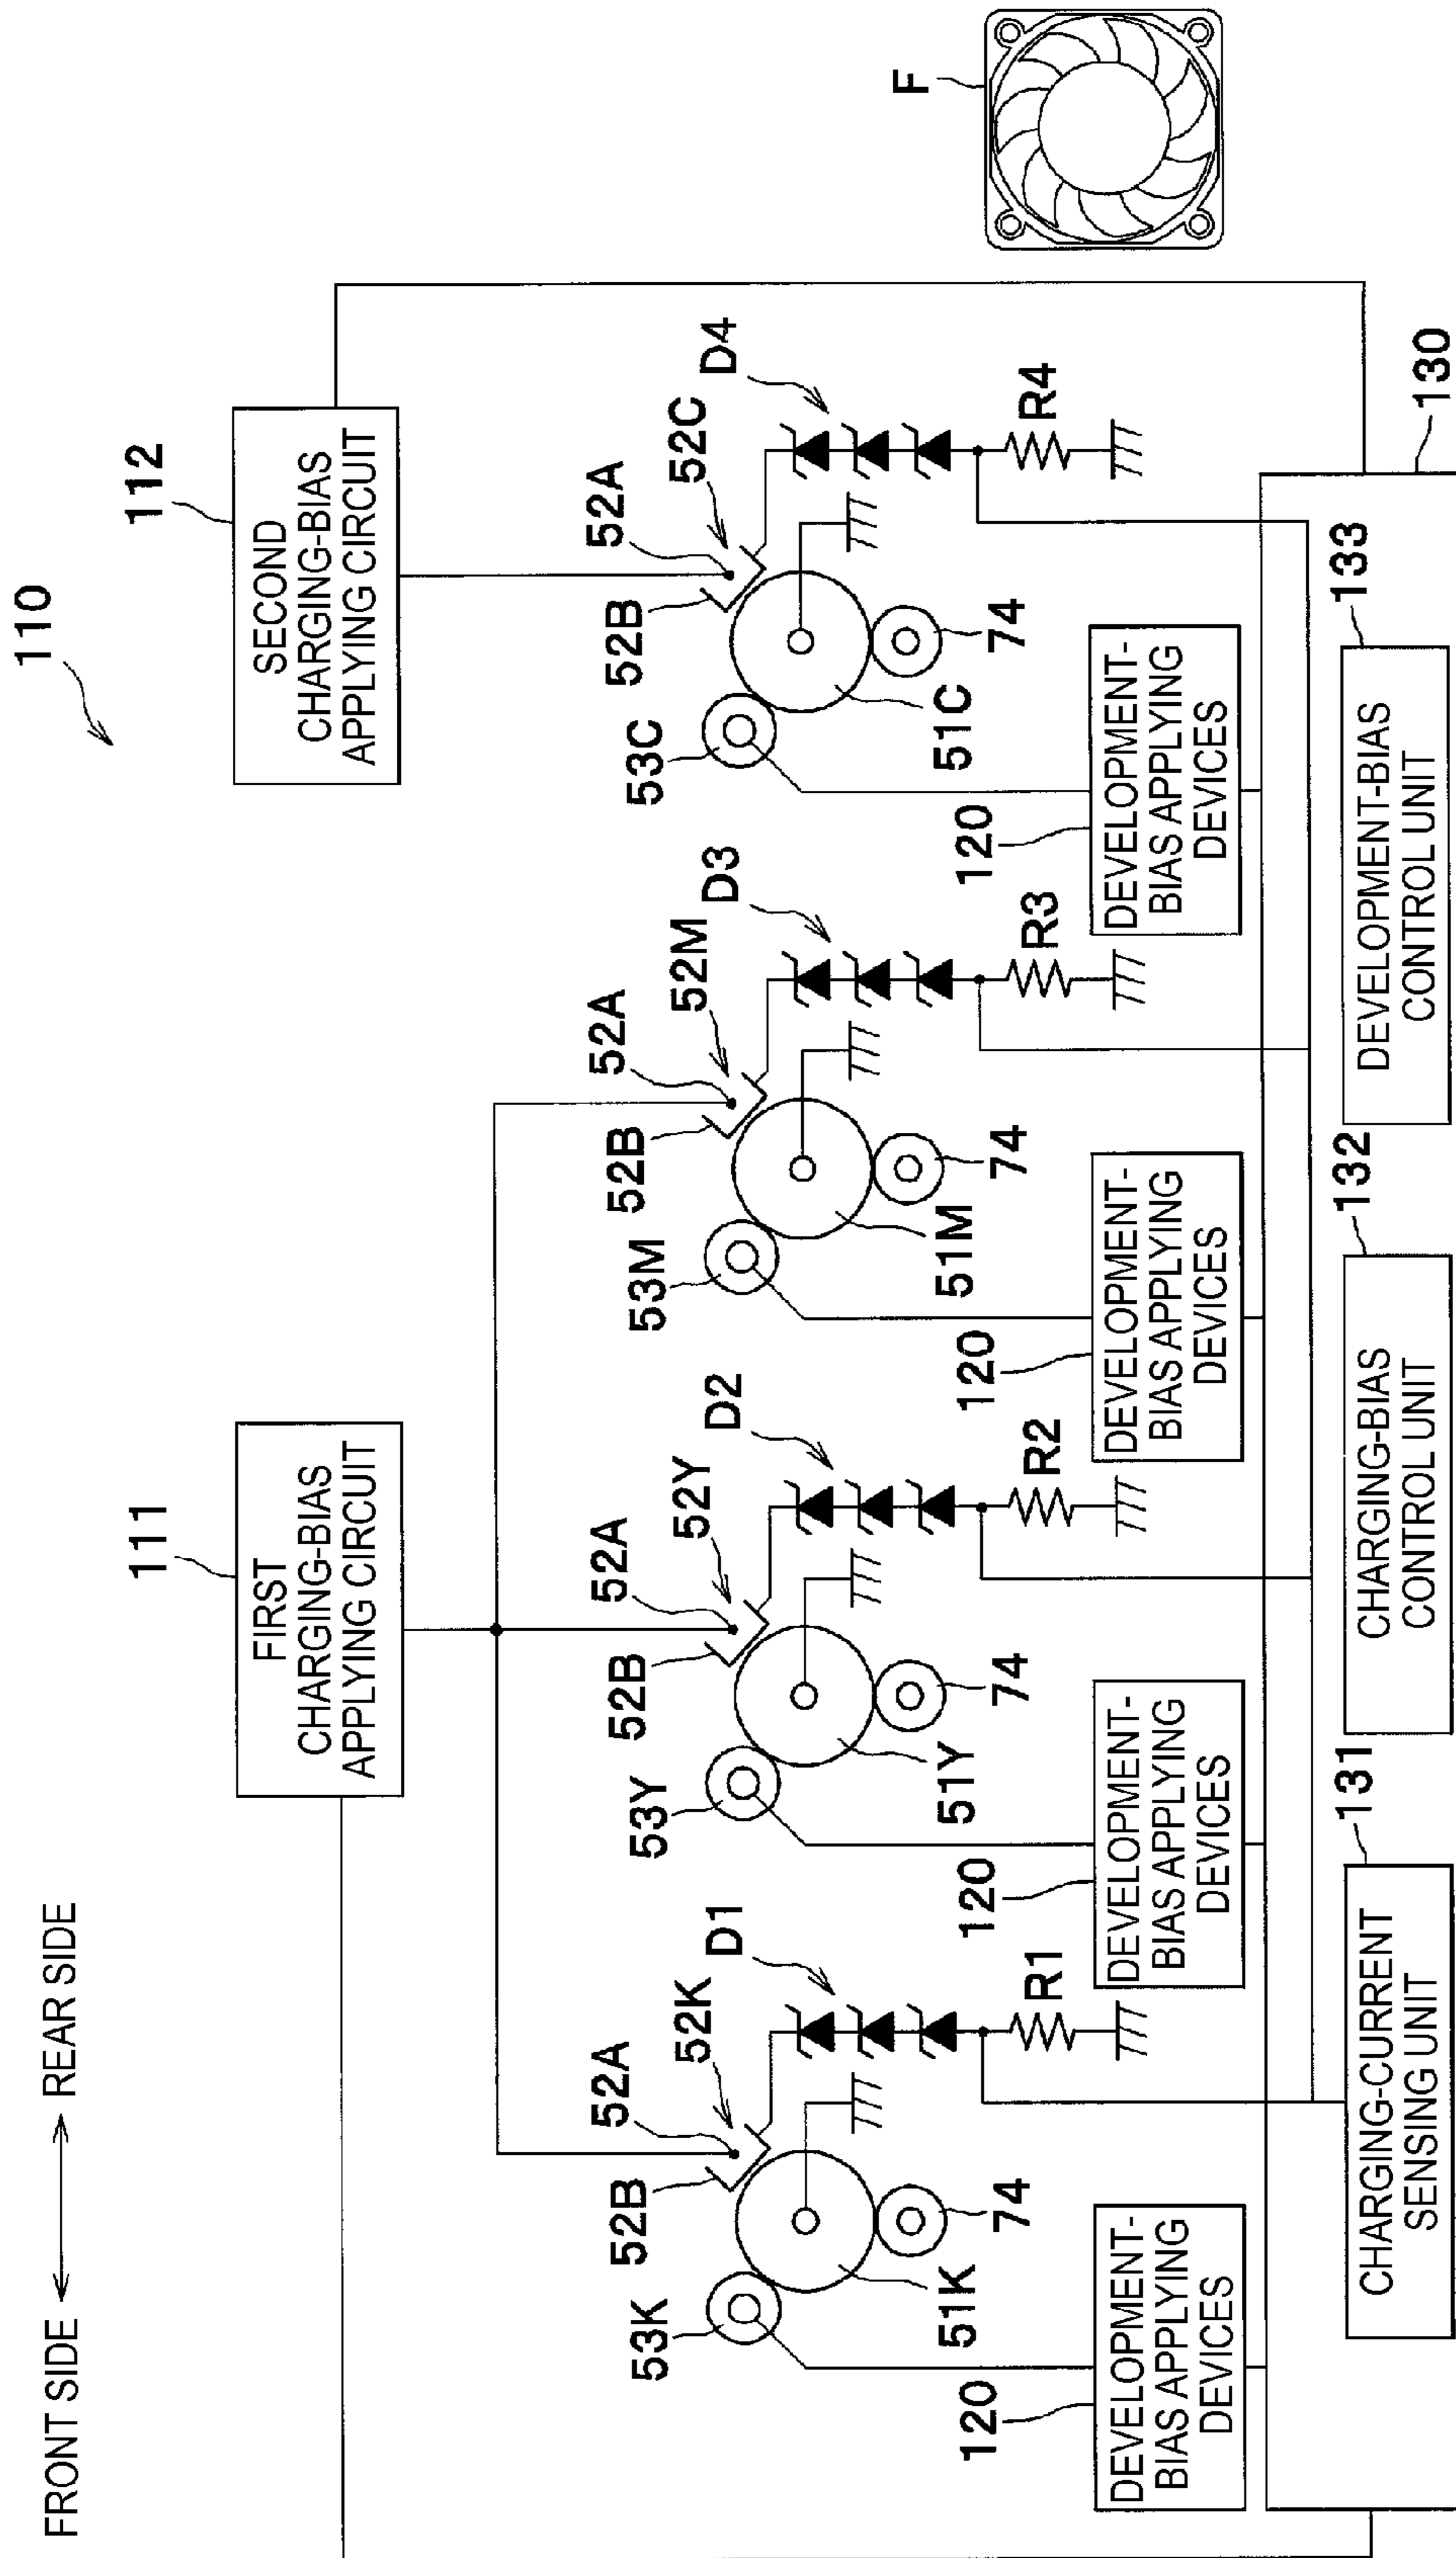 110
FRONT SIDE
REAR SIDE
111
FIRST
CHARGING-BIAS
APPLYING CIRCUIT
112
SECOND
CHARGING-BIAS
APPLYING CIRCUIT
F
52A
52B
52K
D1
53K
51K
74
R1
120
DEVELOPMENT-
BIAS APPLYING
DEVICES
52A
52B
52Y
D2
53Y
51Y
74
R2
120
DEVELOPMENT-
BIAS APPLYING
DEVICES
52A
52B
52M
D3
53M
51M
74
R3
120
DEVELOPMENT-
BIAS APPLYING
DEVICES
52A
52B
52C
D4
53C
51C
74
R4
120
DEVELOPMENT-
BIAS APPLYING
DEVICES
131
CHARGING-CURRENT
SENSING UNIT
132
CHARGING-BIAS
CONTROL UNIT
133
DEVELOPMENT-BIAS
CONTROL UNIT
130